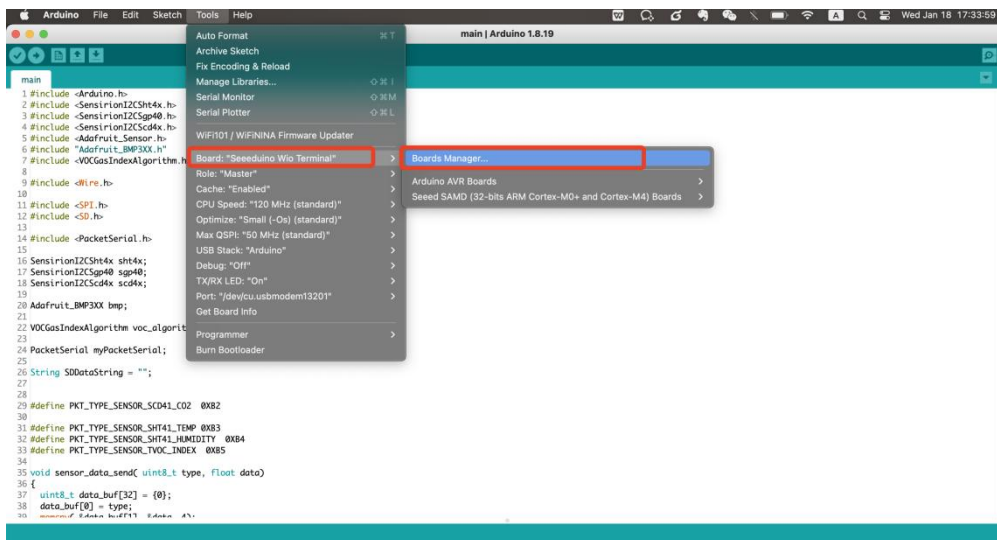 Arduino File Edit Sketch Tools Help Wed Jan 18 17:33:59
main | Arduino 1.8.19
Auto Format ⌘ T
Archive Sketch
Fix Encoding & Reload
Manage Libraries... ⇧ ⌘ I
Serial Monitor ⇧ ⌘ M
Serial Plotter ⇧ ⌘ L
WiFi101 / WiFiNINA Firmware Updater
Board: "Seeeduino Wio Terminal" >
Role: "Master" >
Cache: "Enabled" >
CPU Speed: "120 MHz (standard)" >
Optimize: "Small (-Os) (standard)" >
Max QSPI: "50 MHz (standard)" >
USB Stack: "Arduino" >
Debug: "Off" >
TX/RX LED: "On" >
Port: "/dev/cu.usbmodem13201" >
Get Board Info
Programmer >
Burn Bootloader
Boards Manager...
Arduino AVR Boards >
Seeed SAMD (32-bits ARM Cortex-M0+ and Cortex-M4) Boards >
main
1 #include <Arduino.h>
2 #include <SensirionI2CSht4x.h>
3 #include <SensirionI2CSgp40.h>
4 #include <SensirionI2CScd4x.h>
5 #include <Adafruit_Sensor.h>
6 #include "Adafruit_BMP3XX.h"
7 #include <VOCGasIndexAlgorithm.h
8
9 #include <Wire.h>
10
11 #include <SPI.h>
12 #include <SD.h>
13
14 #include <PacketSerial.h>
15
16 SensirionI2CSht4x sht4x;
17 SensirionI2CSgp40 sgp40;
18 SensirionI2CScd4x scd4x;
19
20 Adafruit_BMP3XX bmp;
21
22 VOCGasIndexAlgorithm voc_algorit
23
24 PacketSerial myPacketSerial;
25
26 String SDDataString = "";
27
28
29 #define PKT_TYPE_SENSOR_SCD41_CO2 0XB2
30
31 #define PKT_TYPE_SENSOR_SHT41_TEMP 0XB3
32 #define PKT_TYPE_SENSOR_SHT41_HUMIDITY 0XB4
33 #define PKT_TYPE_SENSOR_TVOC_INDEX 0XB5
34
35 void sensor_data_send( uint8_t type, float data)
36 {
37 uint8_t data_buf[32] = {0};
38 data_buf[0] = type;